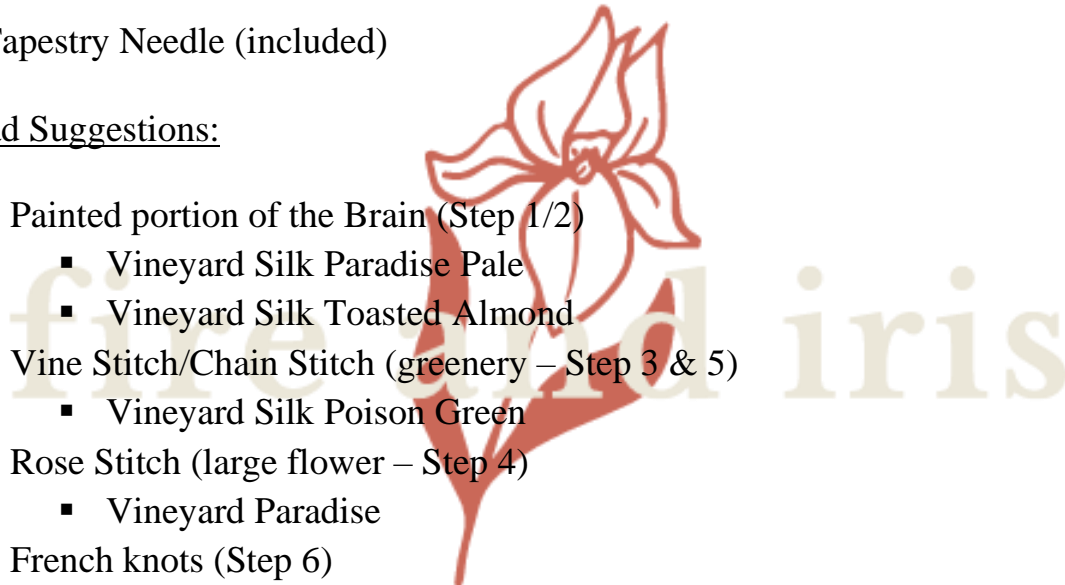 Tapestry Needle (included)
d Suggestions:
Painted portion of the Brain (Step 1/2)
▪ Vineyard Silk Paradise Pale
▪ Vineyard Silk Toasted Almond
Vine Stitch/Chain Stitch (greenery – Step 3 & 5)
▪ Vineyard Silk Poison Green
Rose Stitch (large flower – Step 4)
▪ Vineyard Paradise
French knots (Step 6)
fire and iris